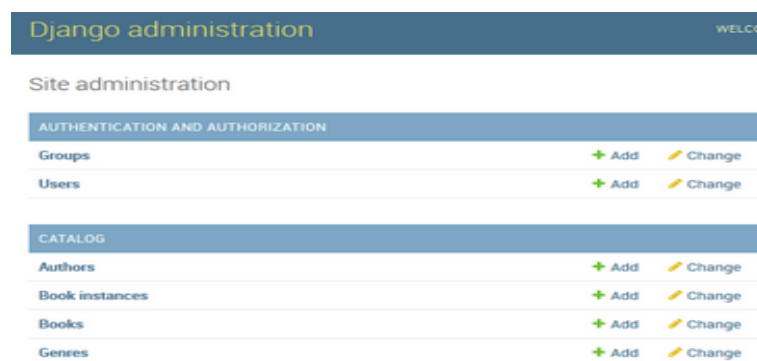 Django administration WELCO
Site administration
AUTHENTICATION AND AUTHORIZATION
Groups + Add Change
Users + Add Change
CATALOG
Authors + Add Change
Book instances + Add Change
Books + Add Change
Genres + Add Change